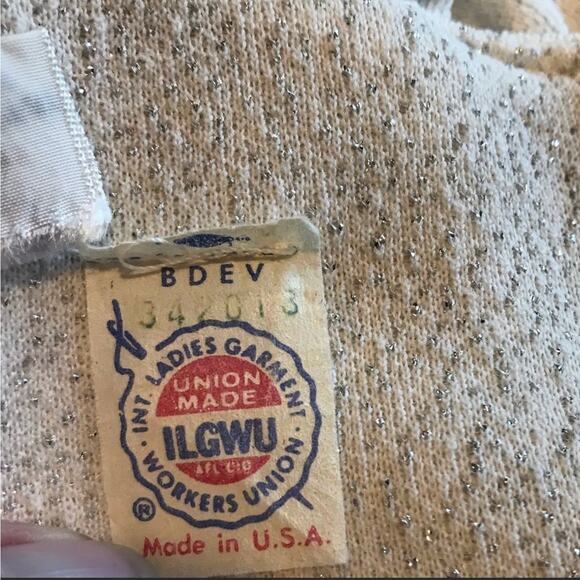 BDEV
342013
INT. LADIES GARMENT
UNION
MADE
ILGWU
AFL-CIO
· WORKERS UNION ·
®
Made in U.S.A.